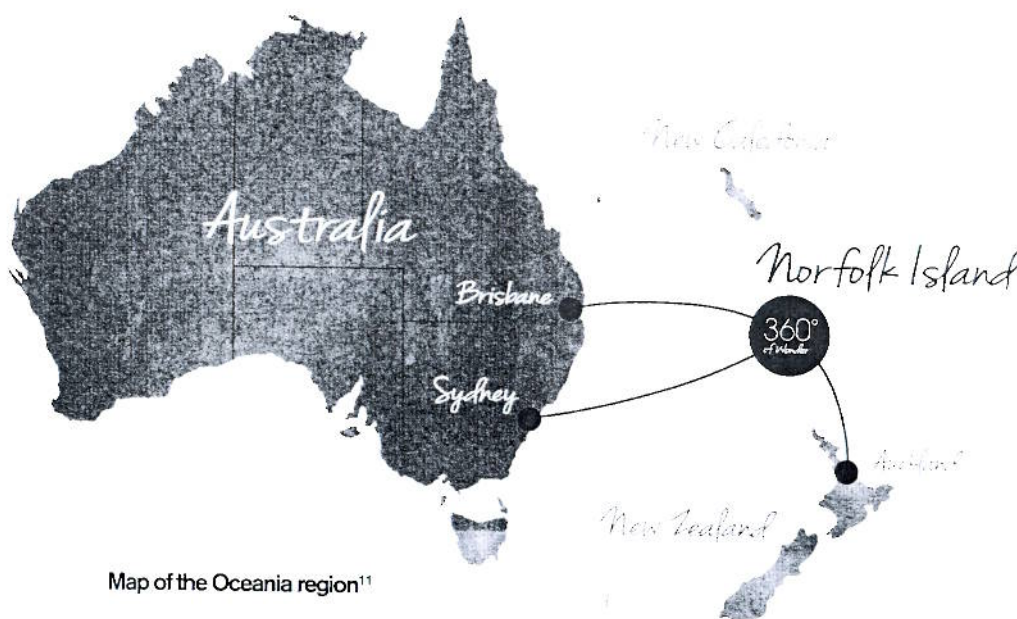 New Caledonia
Australia
Norfolk Island
Brisbane
360°
of Wonder
Sydney
Auckland
New Zealand
Map of the Oceania region¹¹